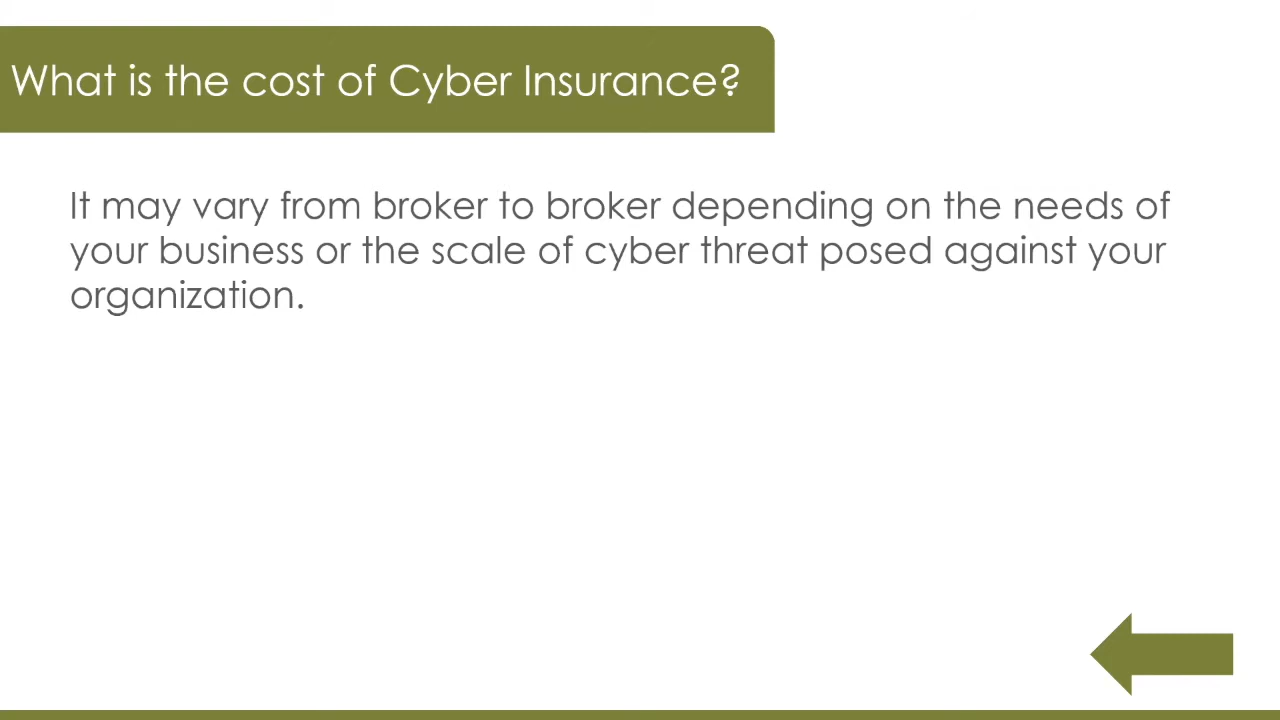 What is the cost of Cyber Insurance?
It may vary from broker to broker depending on the needs of
your business or the scale of cyber threat posed against your
organization.